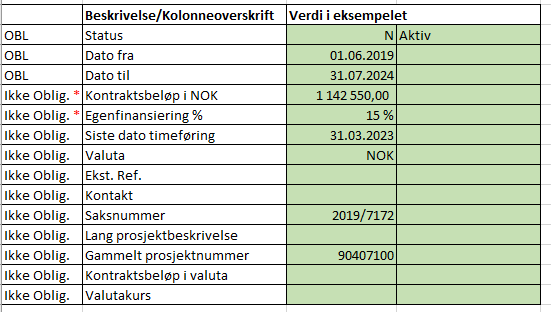 Beskrivelse/Kolonneoverskrift Verdi i eksempelet
OBL Status N Aktiv
OBL Dato fra 01.06.2019
OBL Dato til 31.07.2024
Ikke Oblig. * Kontraktsbeløp i NOK 1 142 550,00
Ikke Oblig. * Egenfinansiering % 15 %
Ikke Oblig. Siste dato timeføring 31.03.2023
Ikke Oblig. Valuta NOK
Ikke Oblig. Ekst. Ref.
Ikke Oblig. Kontakt
Ikke Oblig. Saksnummer 2019/7172
Ikke Oblig. Lang prosjektbeskrivelse
Ikke Oblig. Gammelt prosjektnummer 90407100
Ikke Oblig. Kontraktsbeløp i valuta
Ikke Oblig. Valutakurs